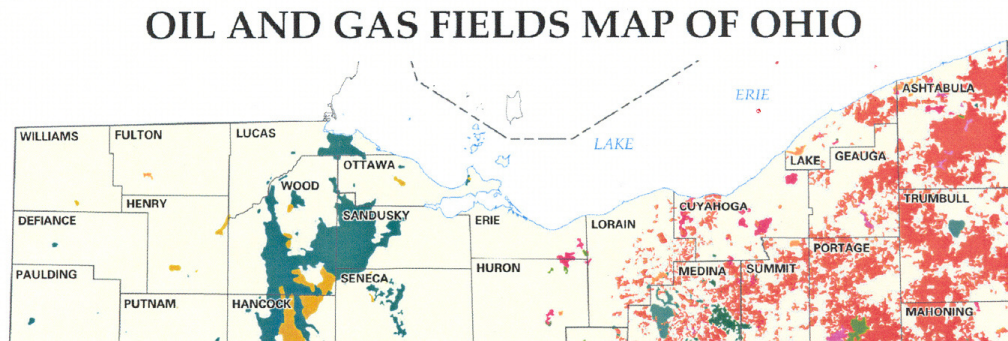 OIL AND GAS FIELDS MAP OF OHIO
ERIE
ASHTABULA
WILLIAMS
FULTON
LUCAS
LAKE
OTTAWA
LAKE
GEAUGA
WOOD
HENRY
TRUMBULL
CUYAHOGA
DEFIANCE
SANDUSKY
ERIE
LORAIN
PORTAGE
HURON
MEDINA
SUMMIT
PAULDING
SENECA
PUTNAM
HANCOCK
MAHONING